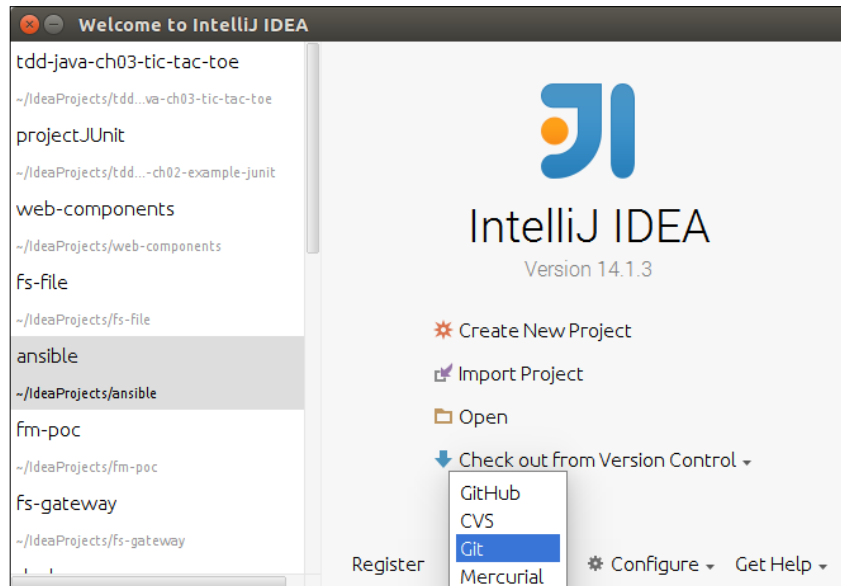 Welcome to IntelliJ IDEA
tdd-java-ch03-tic-tac-toe
~/IdeaProjects/tdd...va-ch03-tic-tac-toe
projectJUnit
~/IdeaProjects/tdd...-ch02-example-junit
web-components
~/IdeaProjects/web-components
fs-file
~/IdeaProjects/fs-file
ansible
~/IdeaProjects/ansible
fm-poc
~/IdeaProjects/fm-poc
fs-gateway
~/IdeaProjects/fs-gateway
IntelliJ IDEA
Version 14.1.3
Create New Project
Import Project
Open
Check out from Version Control
GitHub
CVS
Git
Mercurial
Register
Configure
Get Help